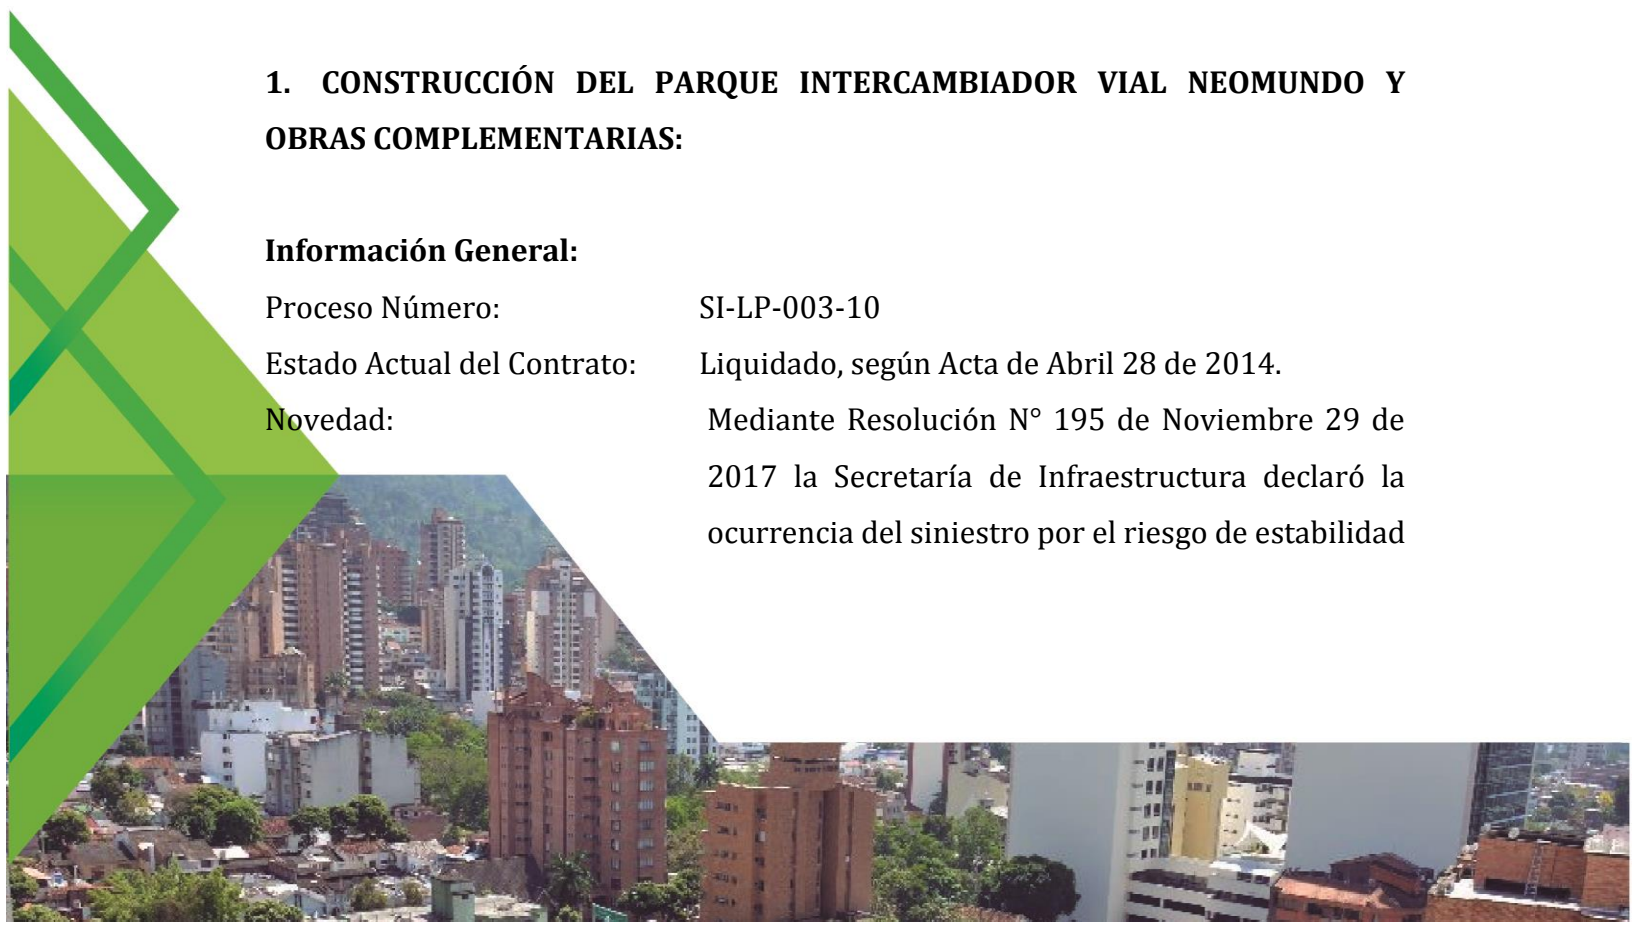 1. CONSTRUCCIÓN DEL PARQUE INTERCAMBIADOR VIAL NEOMUNDO Y
OBRAS COMPLEMENTARIAS:
Información General:
Proceso Número: SI-LP-003-10
Estado Actual del Contrato: Liquidado, según Acta de Abril 28 de 2014.
Novedad: Mediante Resolución N° 195 de Noviembre 29 de
2017 la Secretaría de Infraestructura declaró la
ocurrencia del siniestro por el riesgo de estabilidad